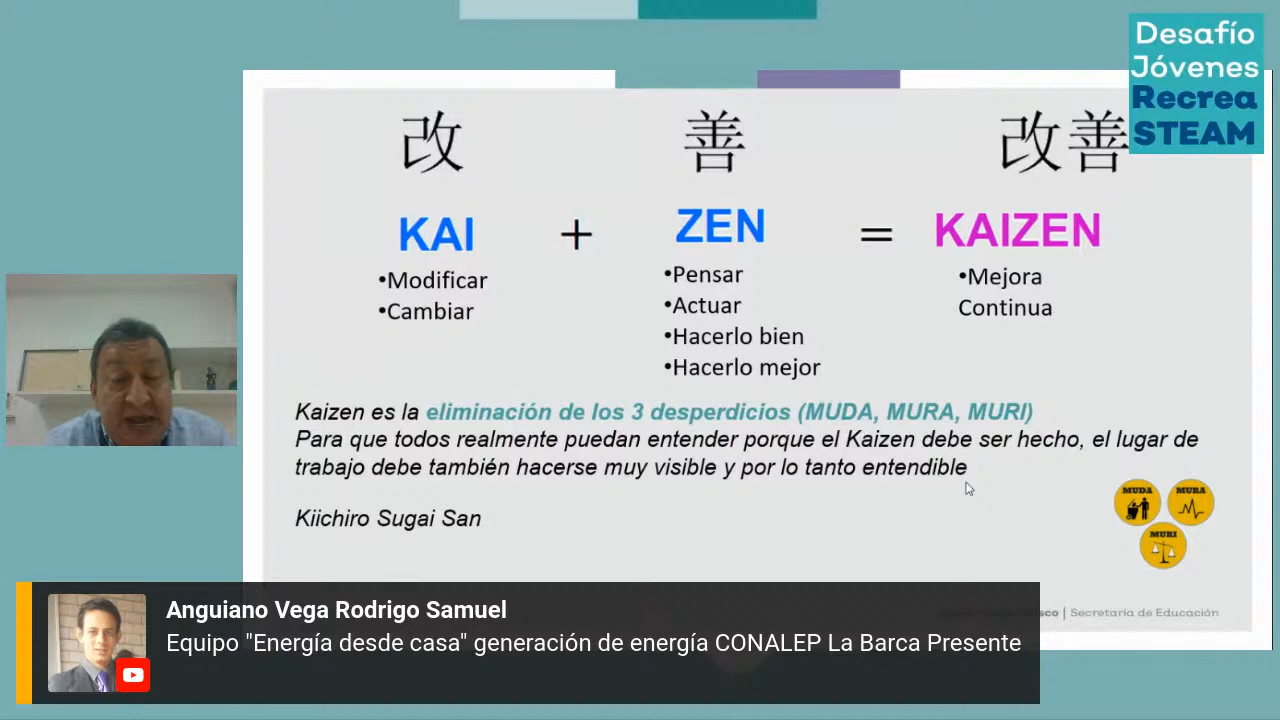 Desafío
Jóvenes
Recrea
STEAM
改 善 改善
KAI + ZEN = KAIZEN
•Modificar
•Cambiar
•Pensar
•Actuar
•Hacerlo bien
•Hacerlo mejor
•Mejora
Continua
Kaizen es la eliminación de los 3 desperdicios (MUDA, MURA, MURI)
Para que todos realmente puedan entender porque el Kaizen debe ser hecho, el lugar de
trabajo debe también hacerse muy visible y por lo tanto entendible
Kiichiro Sugai San
MUDA
MURA
MURI
Secretaría de Educación
Anguiano Vega Rodrigo Samuel
Equipo "Energía desde casa" generación de energía CONALEP La Barca Presente